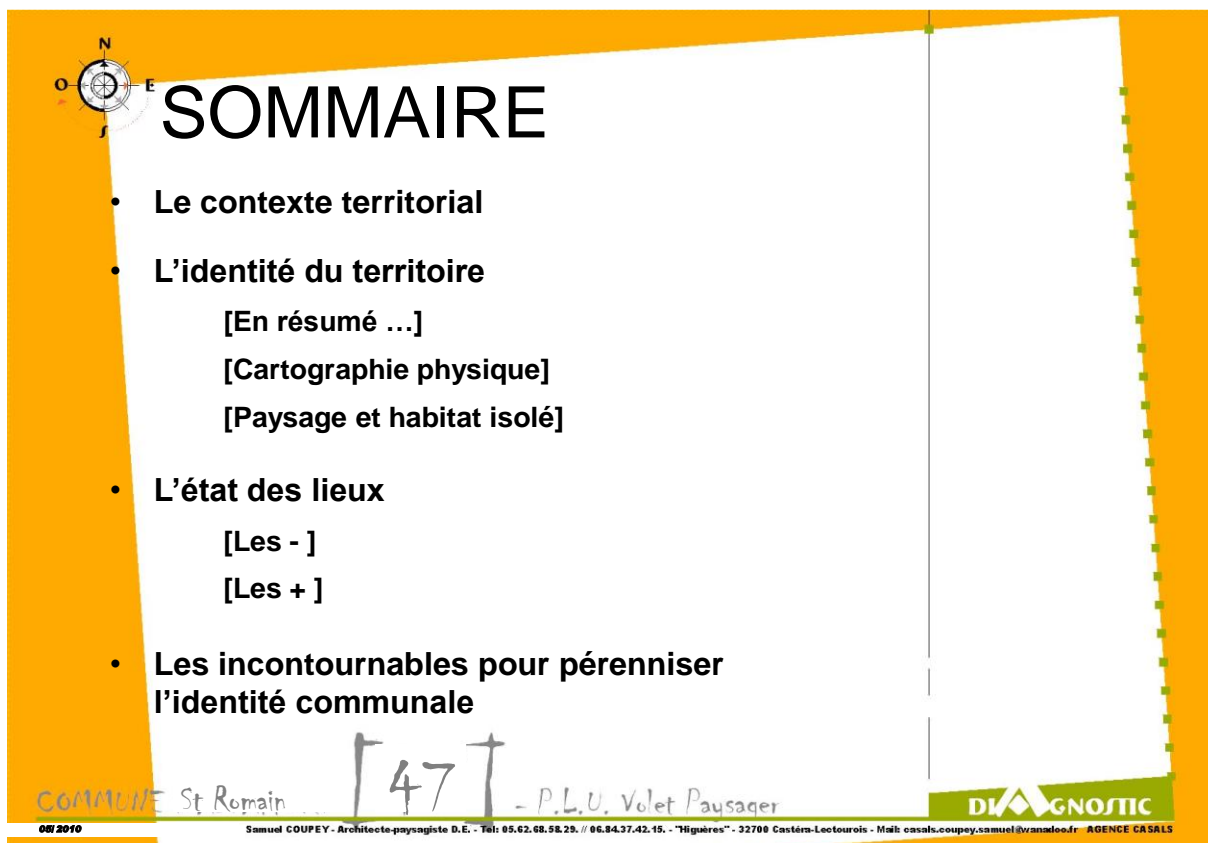 N
O E
S
SOMMAIRE
• Le contexte territorial
• L’identité du territoire
[En résumé …]
[Cartographie physique]
[Paysage et habitat isolé]
• L’état des lieux
[Les - ]
[Les + ]
• Les incontournables pour pérenniser
l’identité communale
COMMUNE St Romain [47] - P.L.U. Volet Paysager
DIAGNOSTIC
05/2010 Samuel COUPEY - Architecte-paysagiste D.E. - Tél: 05.62.68.58.29. // 06.84.37.42.15. - "Higuères" - 32700 Castéra-Lectourois - Mail: casals.coupey.samuel@wanadoo.fr AGENCE CASALS